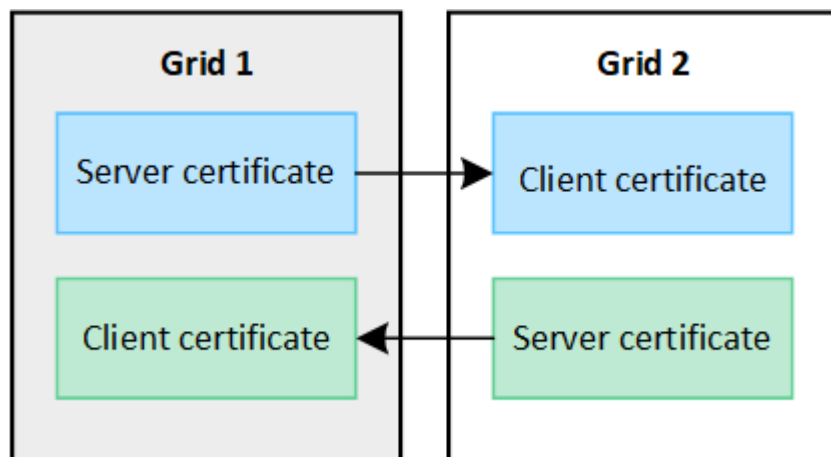 Grid 1
Server certificate
Client certificate
Grid 2
Client certificate
Server certificate